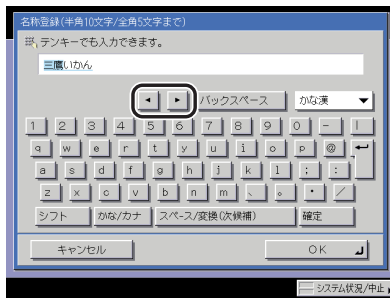 名称登録(半角10文字/全角5文字まで)
テンキーでも入力できます。
三鷹いかん
◂ ▸ バックスペース かな漢 ▼
1 2 3 4 5 6 7 8 9 0 - |
q w e r t y u i o p @ ↵
a s d f g h j k l ; :
z x c v b n m 、 。 ・ /
シフト かな/カナ スペース/変換(次候補) 確定
キャンセル OK
システム状況/中止